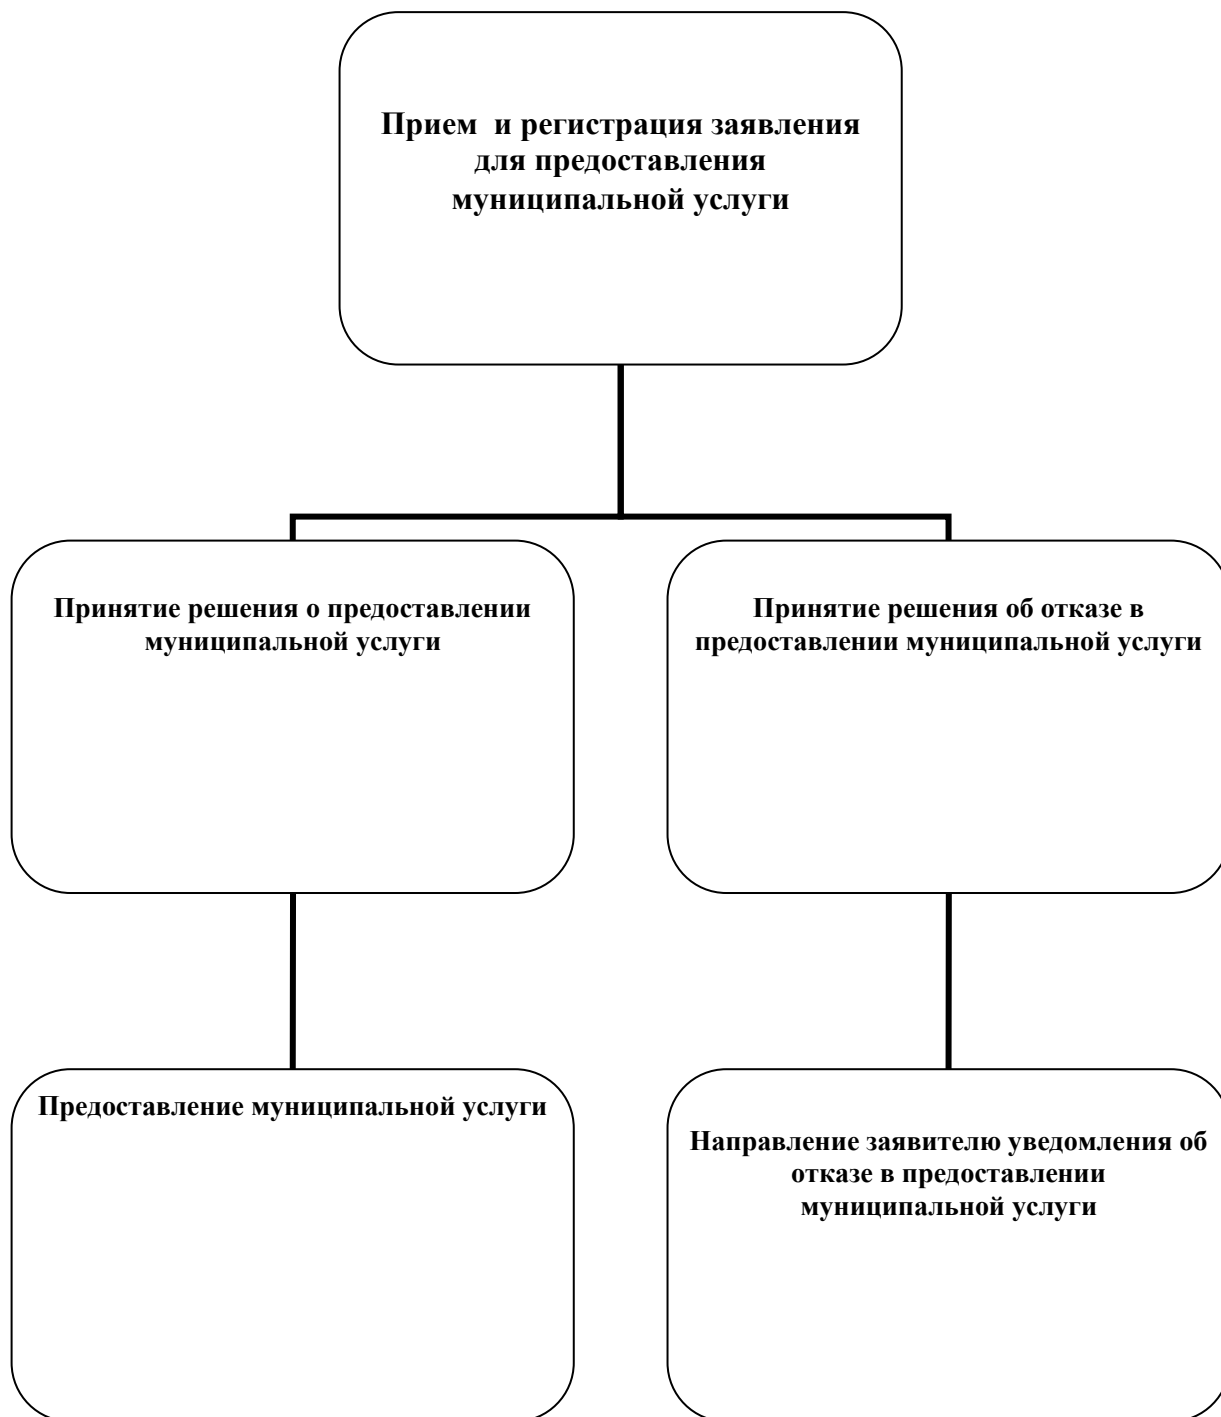 Прием  и регистрация заявления
для предоставления
муниципальной услуги
Принятие решения о предоставлении
муниципальной услуги
Принятие решения об отказе в
предоставлении муниципальной услуги
Предоставление муниципальной услуги
Направление заявителю уведомления об
отказе в предоставлении
муниципальной услуги